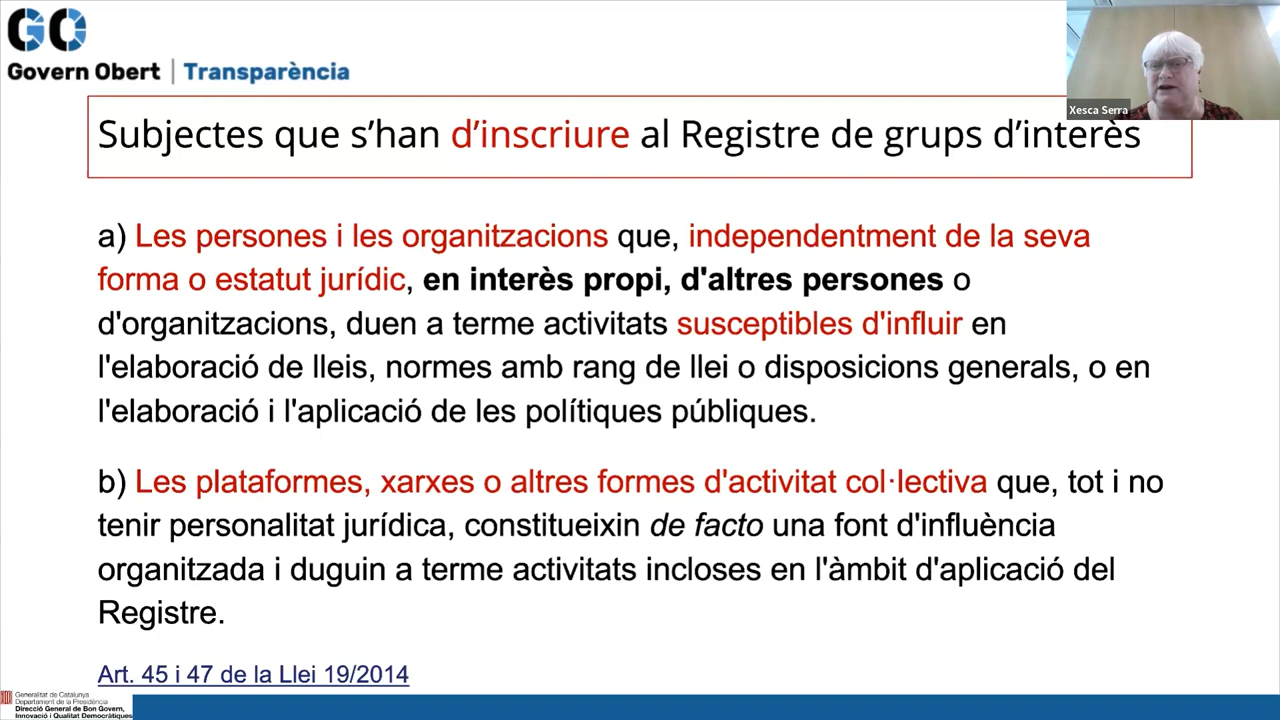 GO
Govern Obert | Transparència
Xesca Serra
Subjectes que s’han d’inscriure al Registre de grups d’interès
a) Les persones i les organitzacions que, independentment de la seva
forma o estatut jurídic, en interès propi, d'altres persones o
d'organitzacions, duen a terme activitats susceptibles d'influir en
l'elaboració de lleis, normes amb rang de llei o disposicions generals, o en
l'elaboració i l'aplicació de les polítiques públiques.
b) Les plataformes, xarxes o altres formes d'activitat col·lectiva que, tot i no
tenir personalitat jurídica, constitueixin de facto una font d'influència
organitzada i duguin a terme activitats incloses en l'àmbit d'aplicació del
Registre.
Art. 45 i 47 de la Llei 19/2014
Generalitat de Catalunya
Departament de la Presidència
Direcció General de Bon Govern,
Innovació i Qualitat Democràtiques